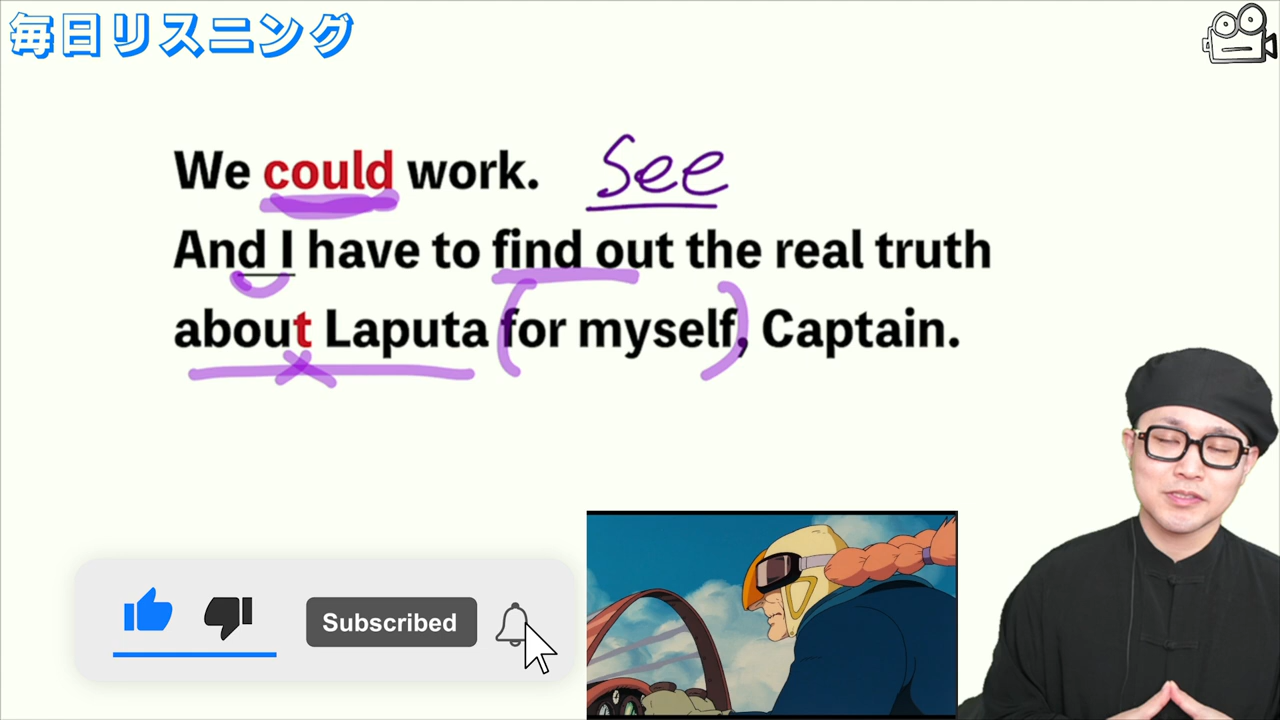 毎日リスニング
We could work. See
And I have to find out the real truth
about Laputa for myself, Captain.
Subscribed